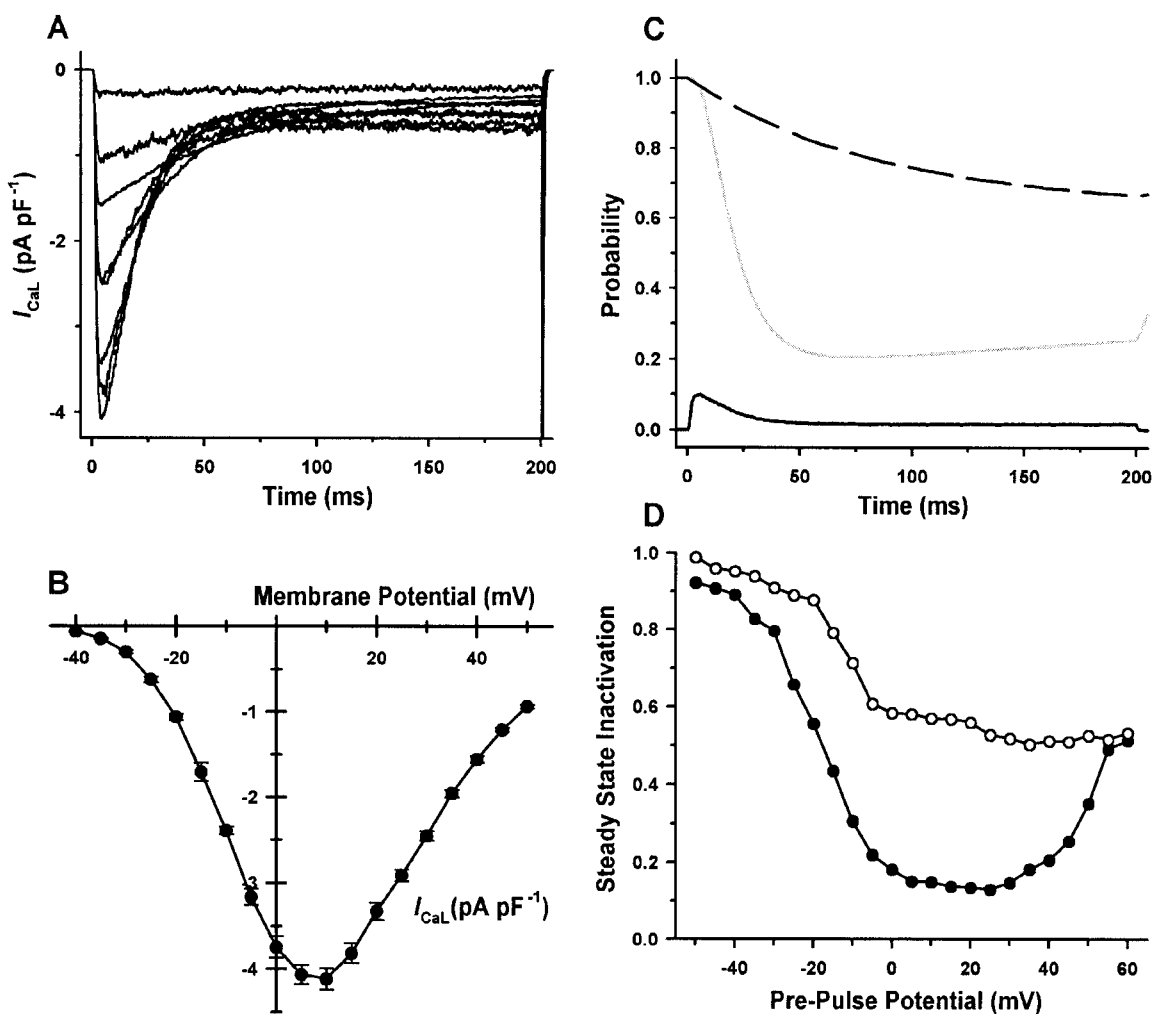 A
0
-2
-4
I CaL (pA pF-1)
0 50 100 150 200
Time (ms)
C
1.0
0.8
0.6
0.4
0.2
0.0
Probability
0 50 100 150 200
Time (ms)
B
Membrane Potential (mV)
-40 -20 20 40
-1
-2
-3
-4
I CaL (pA pF-1)
D
1.0
0.8
0.6
0.4
0.2
0.0
Steady State Inactivation
-40 -20 0 20 40 60
Pre-Pulse Potential (mV)